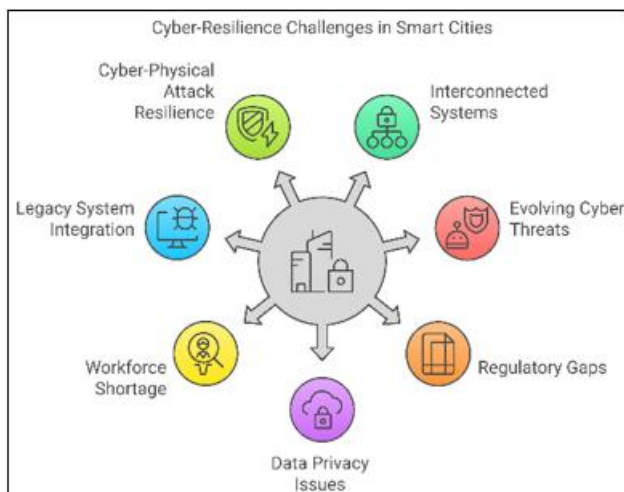 Cyber-Resilience Challenges in Smart Cities
Cyber-Physical
Attack
Resilience
Interconnected
Systems
Legacy System
Integration
Evolving Cyber
Threats
Workforce
Shortage
Regulatory Gaps
Data Privacy
Issues